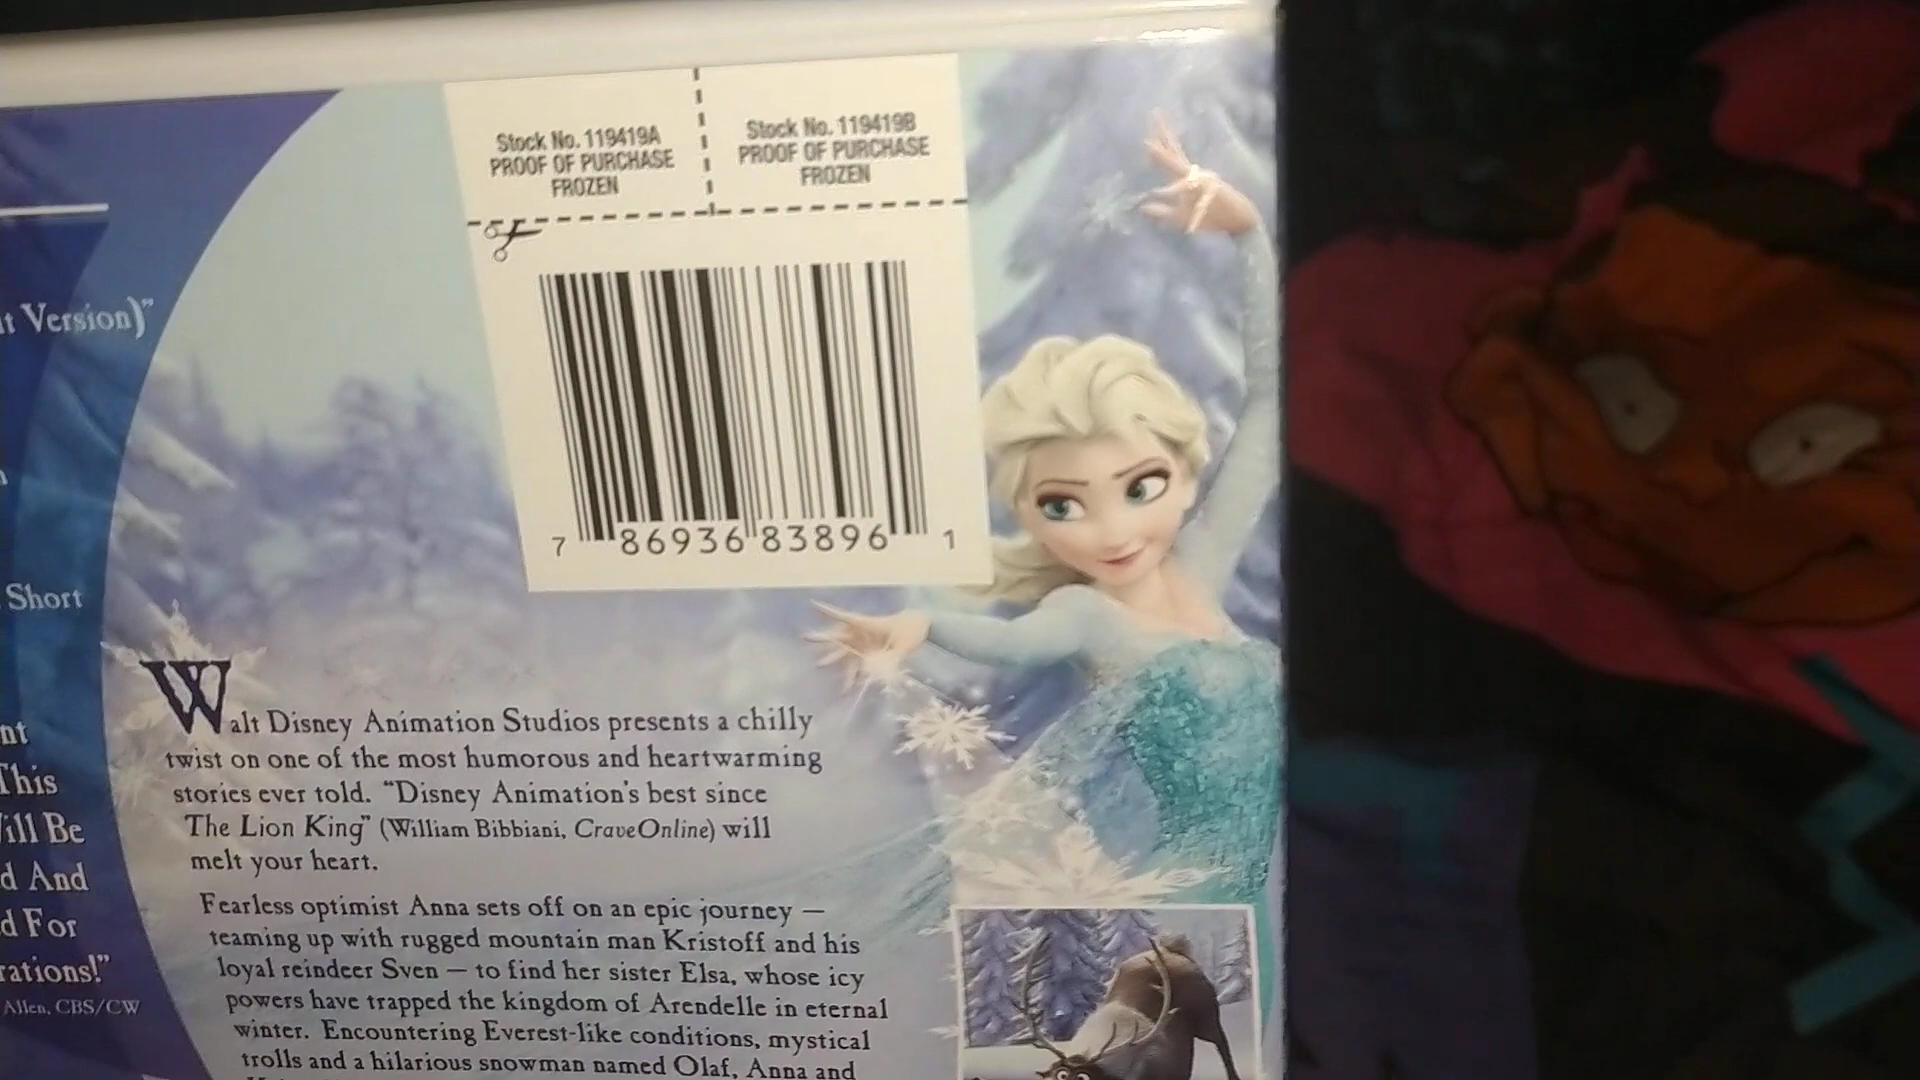 Stock No. 119419A
PROOF OF PURCHASE
FROZEN
Stock No. 119419B
PROOF OF PURCHASE
FROZEN
7 86936 83896 1
t Version)"
Short
nt
This
ill Be
d And
d For
rations!"
Allen, CBS/CW
Walt Disney Animation Studios presents a chilly
twist on one of the most humorous and heartwarming
stories ever told. "Disney Animation's best since
The Lion King" (William Bibbiani, CraveOnline) will
melt your heart.
Fearless optimist Anna sets off on an epic journey —
teaming up with rugged mountain man Kristoff and his
loyal reindeer Sven — to find her sister Elsa, whose icy
powers have trapped the kingdom of Arendelle in eternal
winter. Encountering Everest-like conditions, mystical
trolls and a hilarious snowman named Olaf, Anna and